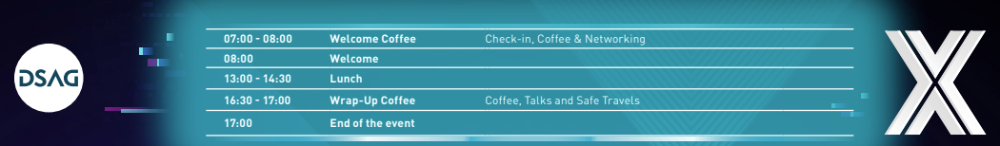 DSAG
07:00 - 08:00 Welcome Coffee Check-in, Coffee & Networking
08:00 Welcome
13:00 - 14:30 Lunch
16:30 - 17:00 Wrap-Up Coffee Coffee, Talks and Safe Travels
17:00 End of the event
X